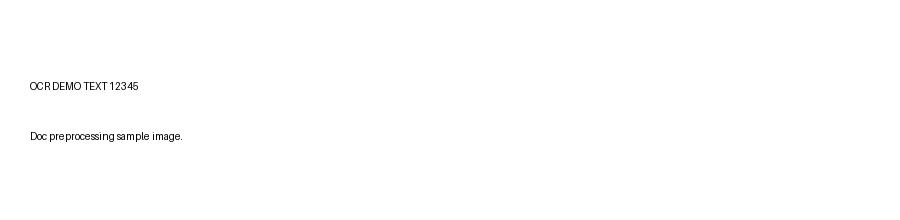 OCR DEMO TEXT 12345
Doc preprocessing sample image.